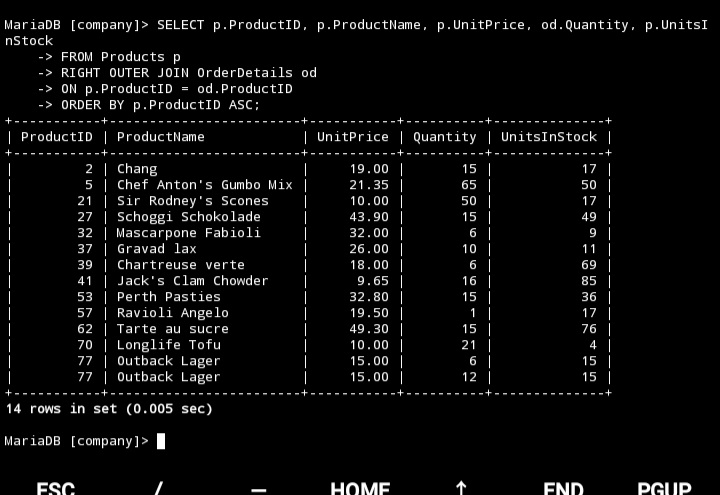 MariaDB [company]> SELECT p.ProductID, p.ProductName, p.UnitPrice, od.Quantity, p.UnitsI
nStock
    -> FROM Products p
    -> RIGHT OUTER JOIN OrderDetails od
    -> ON p.ProductID = od.ProductID
    -> ORDER BY p.ProductID ASC;
+-----------+------------------------+-----------+----------+--------------+
| ProductID | ProductName            | UnitPrice | Quantity | UnitsInStock |
+-----------+------------------------+-----------+----------+--------------+
|         2 | Chang                  |     19.00 |       15 |           17 |
|         5 | Chef Anton's Gumbo Mix |     21.35 |       65 |           50 |
|        21 | Sir Rodney's Scones    |     10.00 |       50 |           17 |
|        27 | Schoggi Schokolade     |     43.90 |       15 |           49 |
|        32 | Mascarpone Fabioli     |     32.00 |        6 |            9 |
|        37 | Gravad lax             |     26.00 |       10 |           11 |
|        39 | Chartreuse verte       |     18.00 |        6 |           69 |
|        41 | Jack's Clam Chowder    |      9.65 |       16 |           85 |
|        53 | Perth Pasties          |     32.80 |       15 |           36 |
|        57 | Ravioli Angelo         |     19.50 |        1 |           17 |
|        62 | Tarte au sucre         |     49.30 |       15 |           76 |
|        70 | Longlife Tofu          |     10.00 |       21 |            4 |
|        77 | Outback Lager          |     15.00 |        6 |           15 |
|        77 | Outback Lager          |     15.00 |       12 |           15 |
+-----------+------------------------+-----------+----------+--------------+
14 rows in set (0.005 sec)
MariaDB [company]>
ESC / — HOME ↑ END PGUP